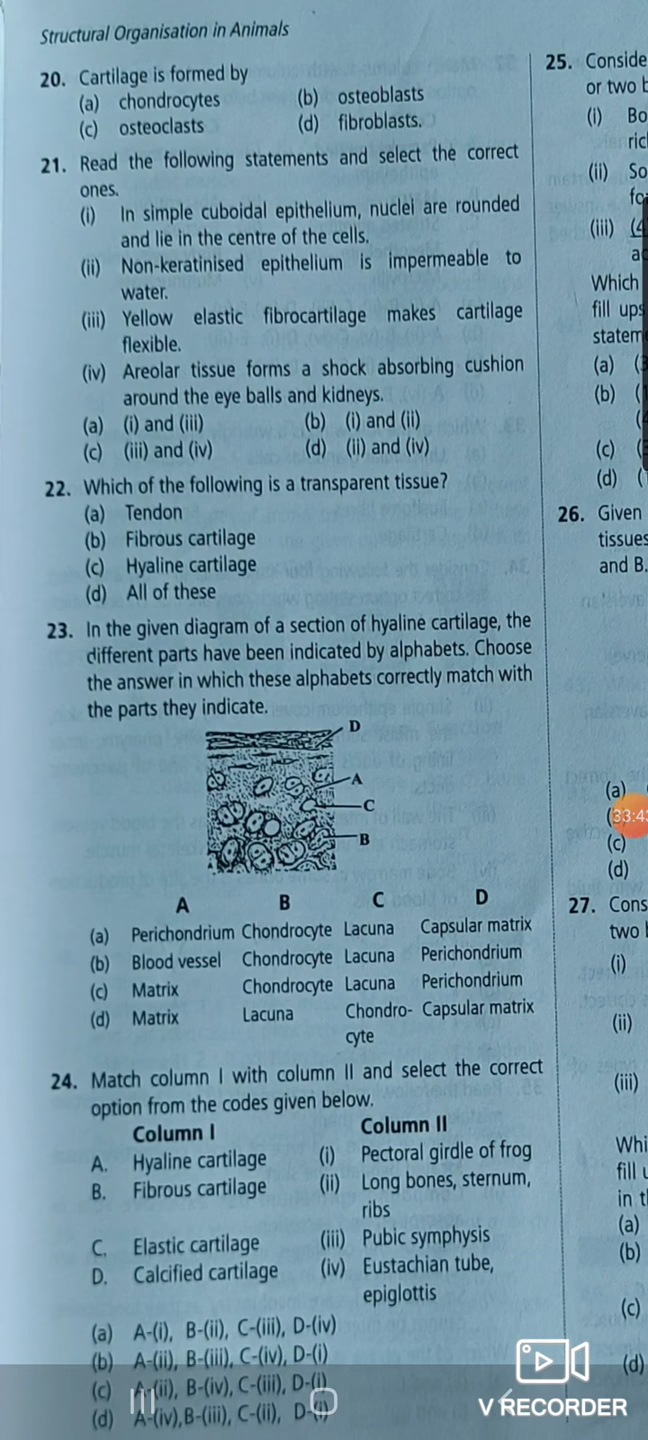 Structural Organisation in Animals
20. Cartilage is formed by
(a) chondrocytes (b) osteoblasts
(c) osteoclasts (d) fibroblasts.
21. Read the following statements and select the correct
ones.
(i) In simple cuboidal epithelium, nuclei are rounded
and lie in the centre of the cells.
(ii) Non-keratinised epithelium is impermeable to
water.
(iii) Yellow elastic fibrocartilage makes cartilage
flexible.
(iv) Areolar tissue forms a shock absorbing cushion
around the eye balls and kidneys.
(a) (i) and (iii) (b) (i) and (ii)
(c) (iii) and (iv) (d) (ii) and (iv)
22. Which of the following is a transparent tissue?
(a) Tendon
(b) Fibrous cartilage
(c) Hyaline cartilage
(d) All of these
23. In the given diagram of a section of hyaline cartilage, the
different parts have been indicated by alphabets. Choose
the answer in which these alphabets correctly match with
the parts they indicate.
D
A
C
B
A B C D
(a) Perichondrium Chondrocyte Lacuna Capsular matrix
(b) Blood vessel Chondrocyte Lacuna Perichondrium
(c) Matrix Chondrocyte Lacuna Perichondrium
(d) Matrix Lacuna Chondro- Capsular matrix
cyte
24. Match column I with column II and select the correct
option from the codes given below.
Column I Column II
A. Hyaline cartilage (i) Pectoral girdle of frog
B. Fibrous cartilage (ii) Long bones, sternum,
ribs
C. Elastic cartilage (iii) Pubic symphysis
D. Calcified cartilage (iv) Eustachian tube,
epiglottis
(a) A-(i), B-(ii), C-(iii), D-(iv)
(b) A-(ii), B-(iii), C-(iv), D-(i)
(c) A-(ii), B-(iv), C-(iii), D-(i)
(d) A-(iv),B-(iii), C-(ii), D-(i)
25. Conside
or two b
(i) Bo
ric
(ii) So
fo
(iii) (4
a
Which
fill ups
statem
(a) (
(b) (
(
(c) (
(d) (
26. Given
tissues
and B.
(a)
33:4
(c)
(d)
27. Cons
two
(i)
(ii)
(iii)
Whi
fill
in t
(a)
(b)
(c)
(d)
V RECORDER